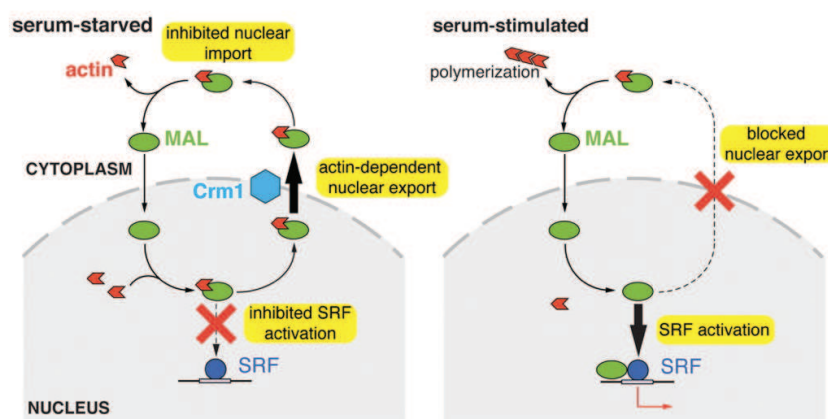 serum-starved
inhibited nuclear
import
actin
MAL
CYTOPLASM
Crm1
actin-dependent
nuclear export
inhibited SRF
activation
SRF
NUCLEUS
serum-stimulated
polymerization
MAL
blocked
nuclear expor
SRF activation
SRF